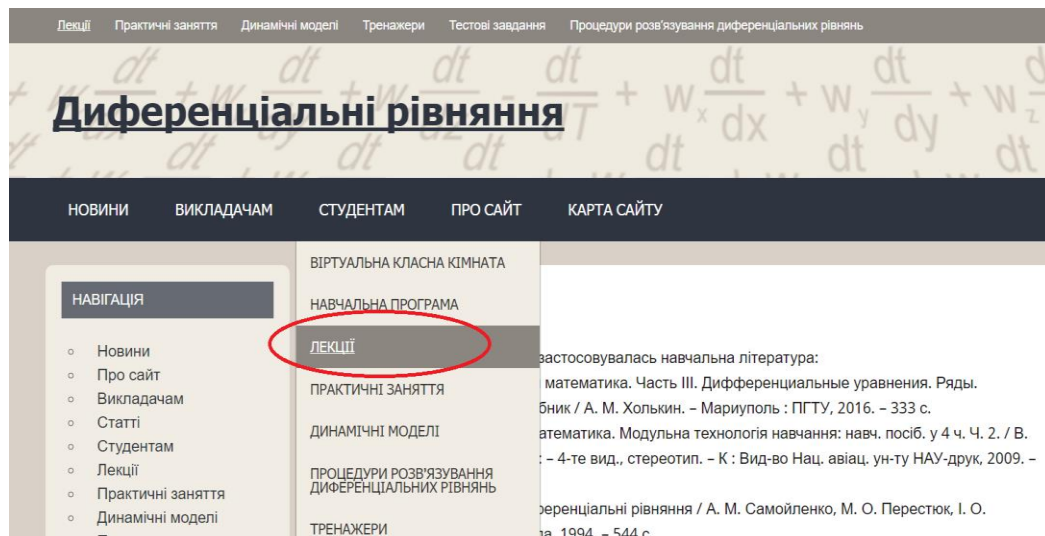 Лекції Практичні заняття Динамічні моделі Тренажери Тестові завдання Процедури розв'язування диференціальних рівнянь
Диференціальні рівняння
НОВИНИ ВИКЛАДАЧАМ СТУДЕНТАМ ПРО САЙТ КАРТА САЙТУ
НАВІГАЦІЯ
Новини
Про сайт
Викладачам
Статті
Студентам
Лекції
Практичні заняття
Динамічні моделі
ВІРТУАЛЬНА КЛАСНА КІМНАТА
НАВЧАЛЬНА ПРОГРАМА
ЛЕКЦІЇ
ПРАКТИЧНІ ЗАНЯТТЯ
ДИНАМІЧНІ МОДЕЛІ
ПРОЦЕДУРИ РОЗВ'ЯЗУВАННЯ
ДИФЕРЕНЦІАЛЬНИХ РІВНЯНЬ
ТРЕНАЖЕРИ
застосовувалась навчальна література:
математика. Часть III. Дифференциальные уравнения. Ряды.
бник / А. М. Холькин. – Мариуполь : ПГТУ, 2016. – 333 с.
атематика. Модульна технологія навчання: навч. посіб. у 4 ч. Ч. 2. / В.
: – 4-те вид., стереотип. – К : Вид-во Нац. авіац. ун-ту НАУ-друк, 2009. –
еренціальні рівняння / А. М. Самойленко, М. О. Перестюк, І. О.
1994. – 544 с.